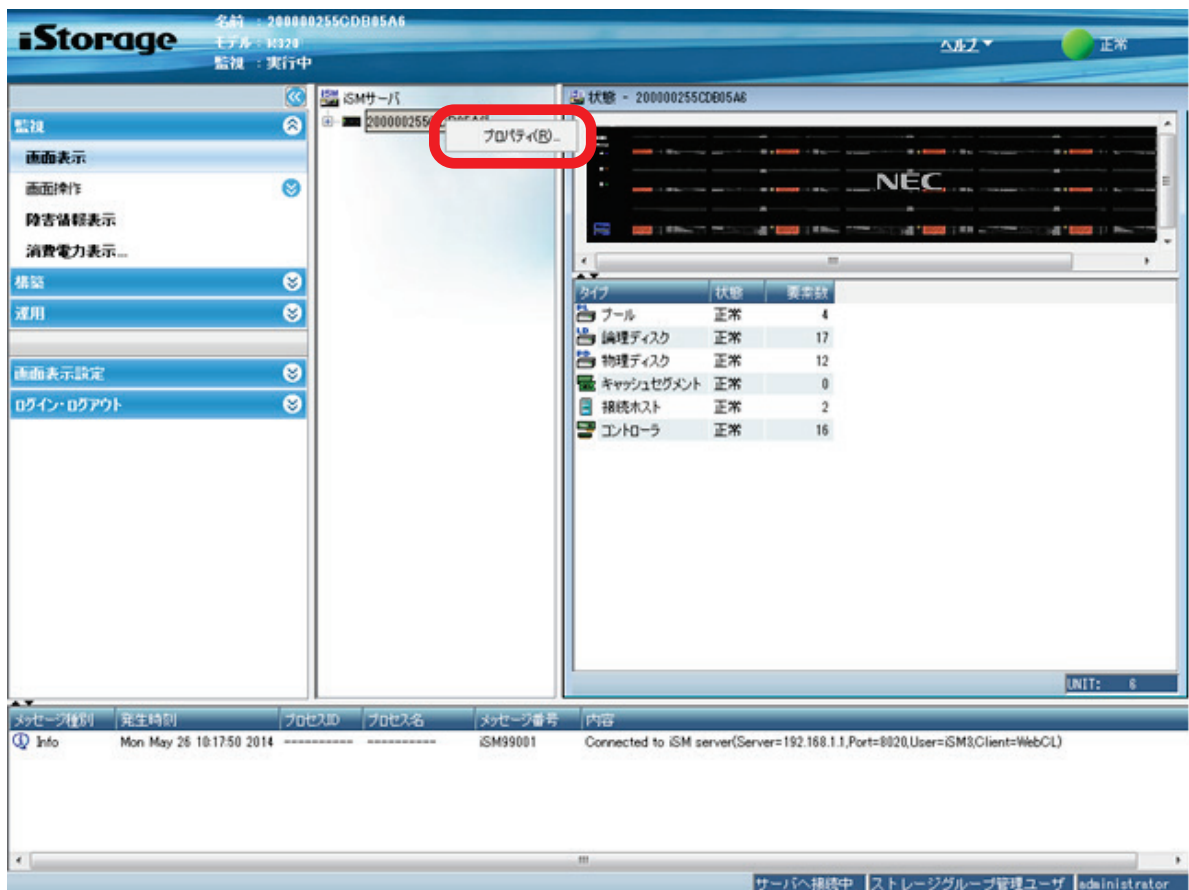 iStorage
名前 : 200000255CDB05A6
モデル : M320
監視 : 実行中
ヘルプ▼
正常
監視
画面表示
画面操作
障害情報表示
消費電力表示...
構築
運用
画面表示設定
ログイン・ログアウト
iSMサーバ
プロパティ(R)...
状態 - 200000255CDB05A6
NEC
タイプ 状態 要素数
プール 正常 4
論理ディスク 正常 17
物理ディスク 正常 12
キャッシュセグメント 正常 0
接続ホスト 正常 2
コントローラ 正常 16
UNIT: 6
メッセージ種別 発生時刻 プロセスID プロセス名 メッセージ番号 内容
Info Mon May 26 10:17:50 2014 ---------- ---------- iSM99001 Connected to iSM server(Server=192.168.1.1,Port=8020,User=iSM3,Client=WebCL)
サーバへ接続中 ストレージグループ管理ユーザ administrator